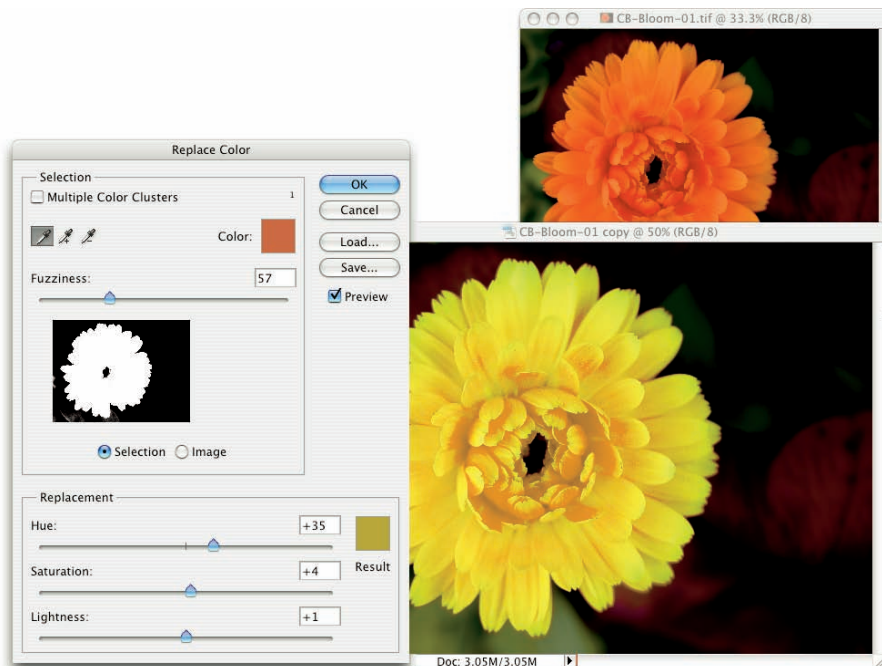 CB-Bloom-01.tif @ 33.3% (RGB/8)
Replace Color
Selection
Multiple Color Clusters
1
Color:
Fuzziness:
57
Selection
Image
OK
Cancel
Load...
Save...
Preview
Replacement
Hue:
+35
Saturation:
+4
Lightness:
+1
Result
CB-Bloom-01 copy @ 50% (RGB/8)
Doc: 3.05M/3.05M